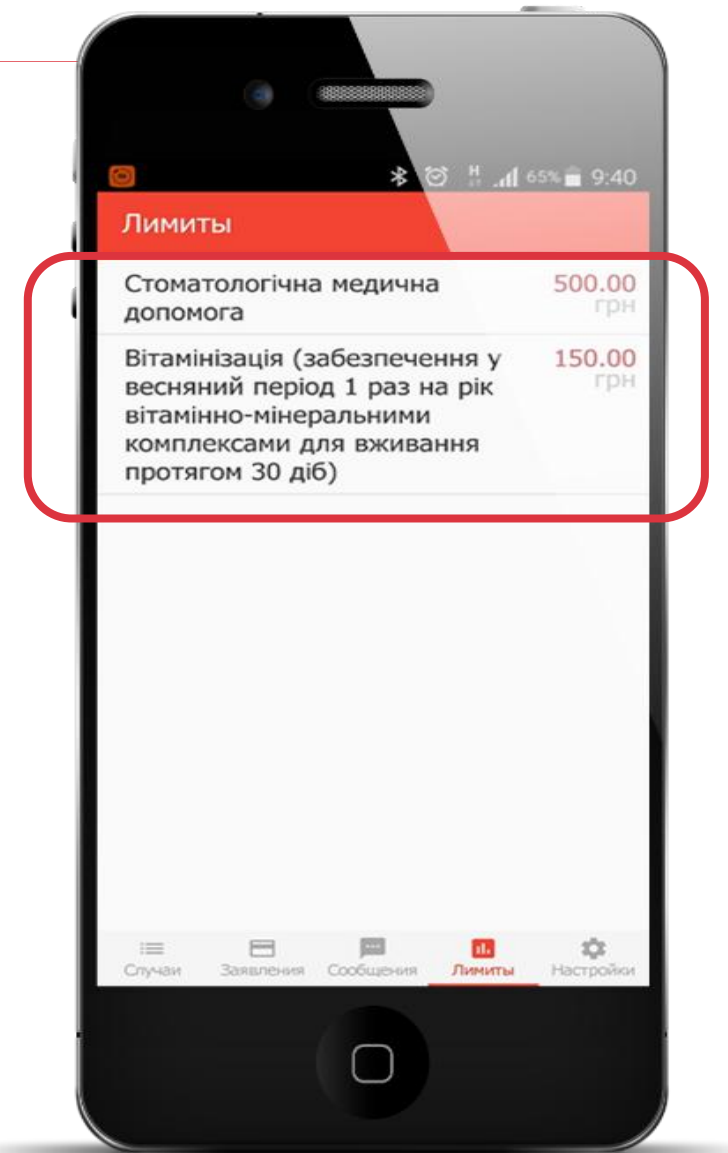 65% 9:40
Лимиты
Стоматологічна медична 500.00
допомога грн
Вітамінізація (забезпечення у 150.00
весняний період 1 раз на рік грн
вітамінно-мінеральними
комплексами для вживання
протягом 30 діб)
Случаи Заявления Сообщения Лимиты Настройки